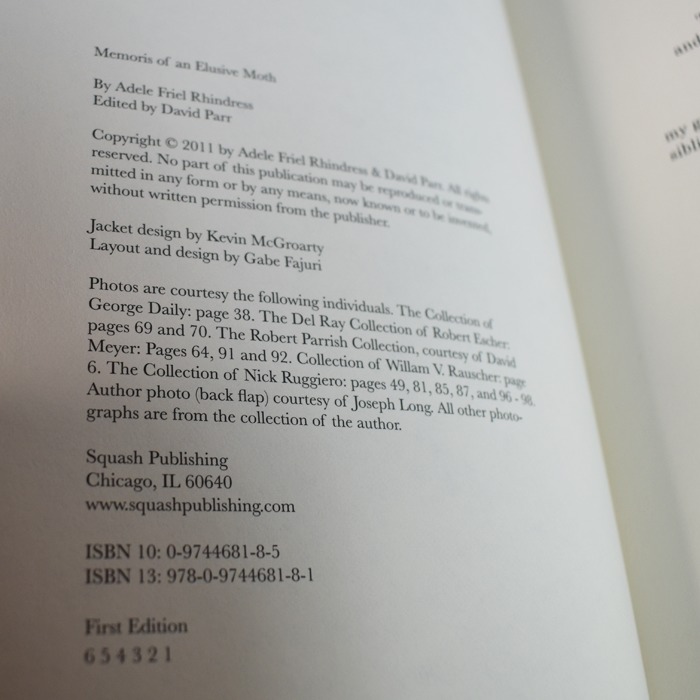 Memoris of an Elusive Moth
By Adele Friel Rhindress
Edited by David Parr
Copyright © 2011 by Adele Friel Rhindress & David Parr. All rights
reserved. No part of this publication may be reproduced or trans-
mitted in any form or by any means, now known or to be invented,
without written permission from the publisher.
Jacket design by Kevin McGroarty
Layout and design by Gabe Fajuri
Photos are courtesy the following individuals. The Collection of
George Daily: page 38. The Del Ray Collection of Robert Escher:
pages 69 and 70. The Robert Parrish Collection, courtesy of David
Meyer: Pages 64, 91 and 92. Collection of Willam V. Rauscher: page
6. The Collection of Nick Ruggiero: pages 49, 81, 85, 87, and 96 - 98.
Author photo (back flap) courtesy of Joseph Long. All other photo-
graphs are from the collection of the author.
Squash Publishing
Chicago, IL 60640
www.squashpublishing.com
ISBN 10: 0-9744681-8-5
ISBN 13: 978-0-9744681-8-1
First Edition
6 5 4 3 2 1
and
my